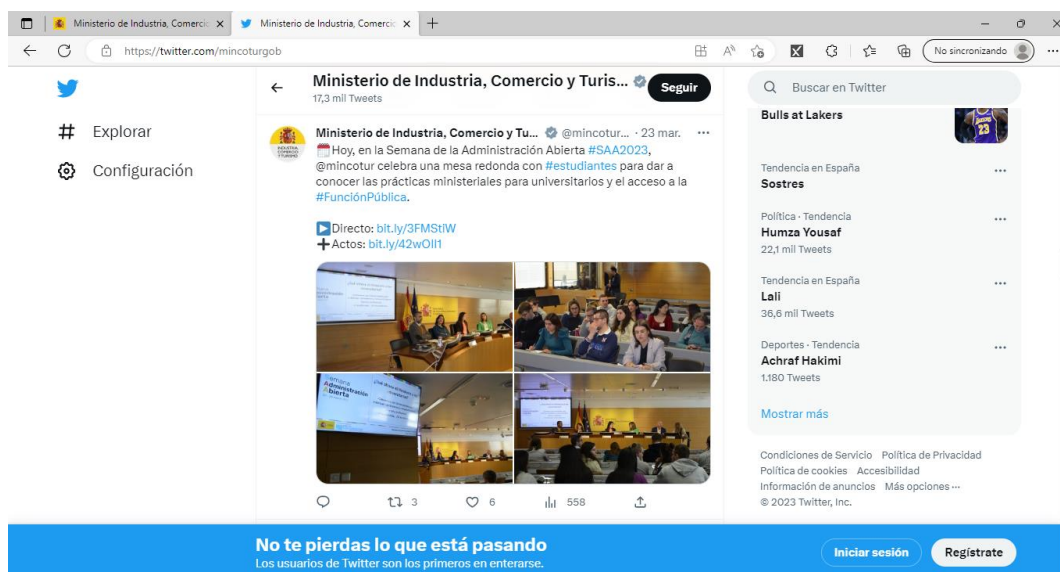 Ministerio de Industria, Comerci
Ministerio de Industria, Comerci
https://twitter.com/mincoturgob
No sincronizando
Explorar
Configuración
Ministerio de Industria, Comercio y Turis...
17,3 mil Tweets
Seguir
Ministerio de Industria, Comercio y Tu... @mincotur... · 23 mar.
Hoy, en la Semana de la Administración Abierta #SAA2023,
@mincotur celebra una mesa redonda con #estudiantes para dar a
conocer las prácticas ministeriales para universitarios y el acceso a la
#FunciónPública.
Directo: bit.ly/3FMStiW
Actos: bit.ly/42wOIl1
Administración
Abierta
3
6
558
Buscar en Twitter
Bulls at Lakers
23
Tendencia en España
Sostres
Política · Tendencia
Humza Yousaf
22,1 mil Tweets
Tendencia en España
Lali
36,6 mil Tweets
Deportes · Tendencia
Achraf Hakimi
1.180 Tweets
Mostrar más
Condiciones de Servicio Política de Privacidad
Política de cookies Accesibilidad
Información de anuncios Más opciones ···
© 2023 Twitter, Inc.
No te pierdas lo que está pasando
Los usuarios de Twitter son los primeros en enterarse.
Iniciar sesión
Regístrate